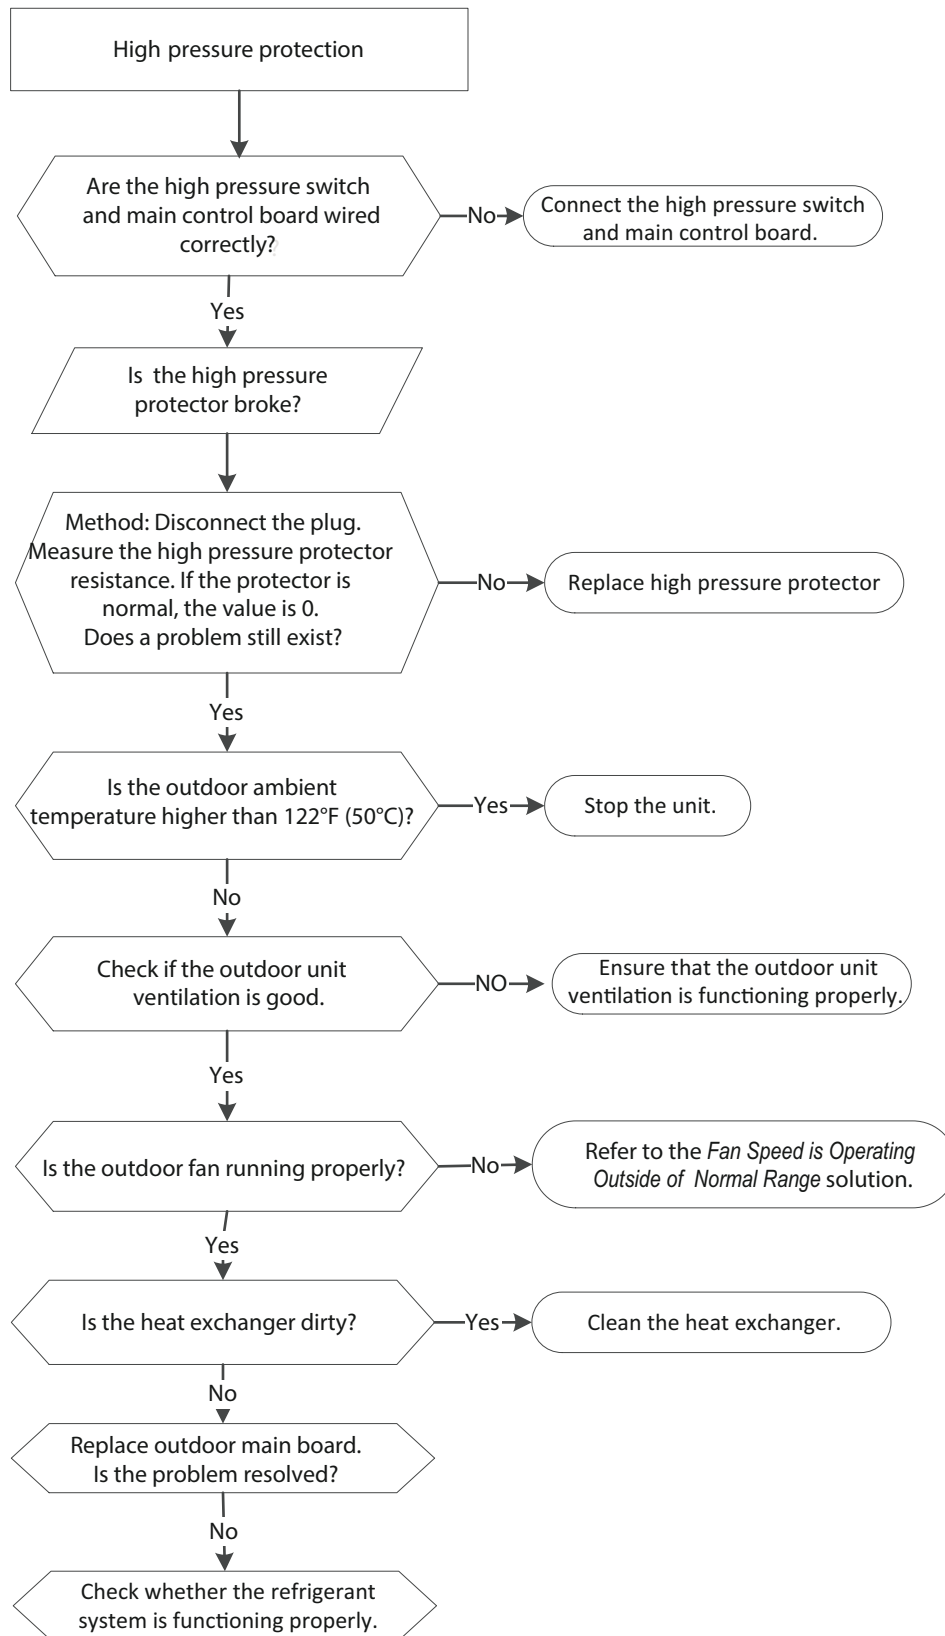 High pressure protection
Are the high pressure switch
and main control board wired
correctly?
No
Connect the high pressure switch
and main control board.
Yes
Is the high pressure
protector broke?
Method: Disconnect the plug.
Measure the high pressure protector
resistance. If the protector is
normal, the value is 0.
Does a problem still exist?
No
Replace high pressure protector
Yes
Is the outdoor ambient
temperature higher than 122°F (50°C)?
Yes
Stop the unit.
No
Check if the outdoor unit
ventilation is good.
NO
Ensure that the outdoor unit
ventilation is functioning properly.
Yes
Is the outdoor fan running properly?
No
Refer to the Fan Speed is Operating
Outside of Normal Range solution.
Yes
Is the heat exchanger dirty?
Yes
Clean the heat exchanger.
No
Replace outdoor main board.
Is the problem resolved?
No
Check whether the refrigerant
system is functioning properly.